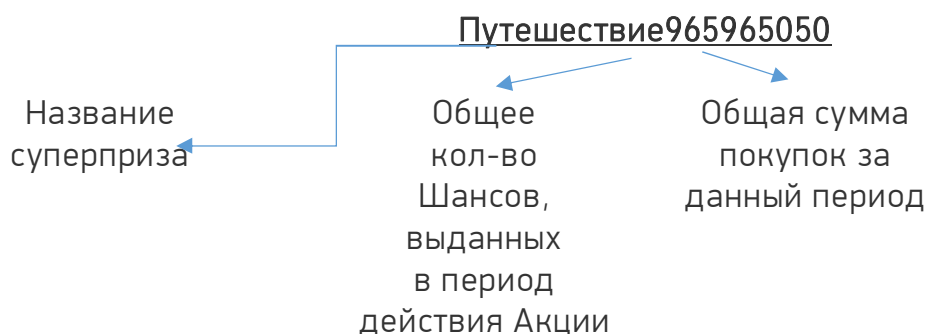 Путешествие965965050
Название
суперприза
Общее
кол-во
Шансов,
выданных
в период
действия Акции
Общая сумма
покупок за
данный период